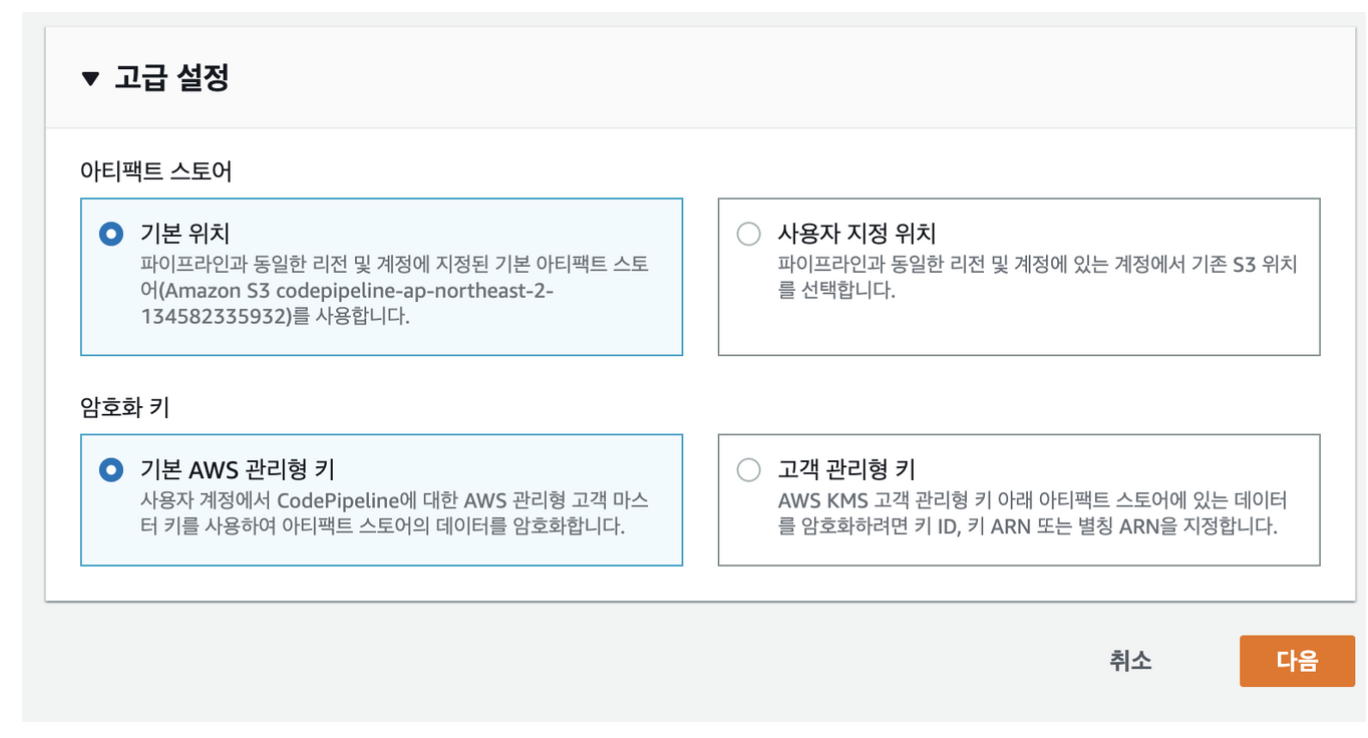 ▼ 고급 설정
아티팩트 스토어
기본 위치
파이프라인과 동일한 리전 및 계정에 지정된 기본 아티팩트 스토
어(Amazon S3 codepipeline-ap-northeast-2-
134582335932)를 사용합니다.
사용자 지정 위치
파이프라인과 동일한 리전 및 계정에 있는 계정에서 기존 S3 위치
를 선택합니다.
암호화 키
기본 AWS 관리형 키
사용자 계정에서 CodePipeline에 대한 AWS 관리형 고객 마스
터 키를 사용하여 아티팩트 스토어의 데이터를 암호화합니다.
고객 관리형 키
AWS KMS 고객 관리형 키 아래 아티팩트 스토어에 있는 데이터
를 암호화하려면 키 ID, 키 ARN 또는 별칭 ARN을 지정합니다.
취소
다음